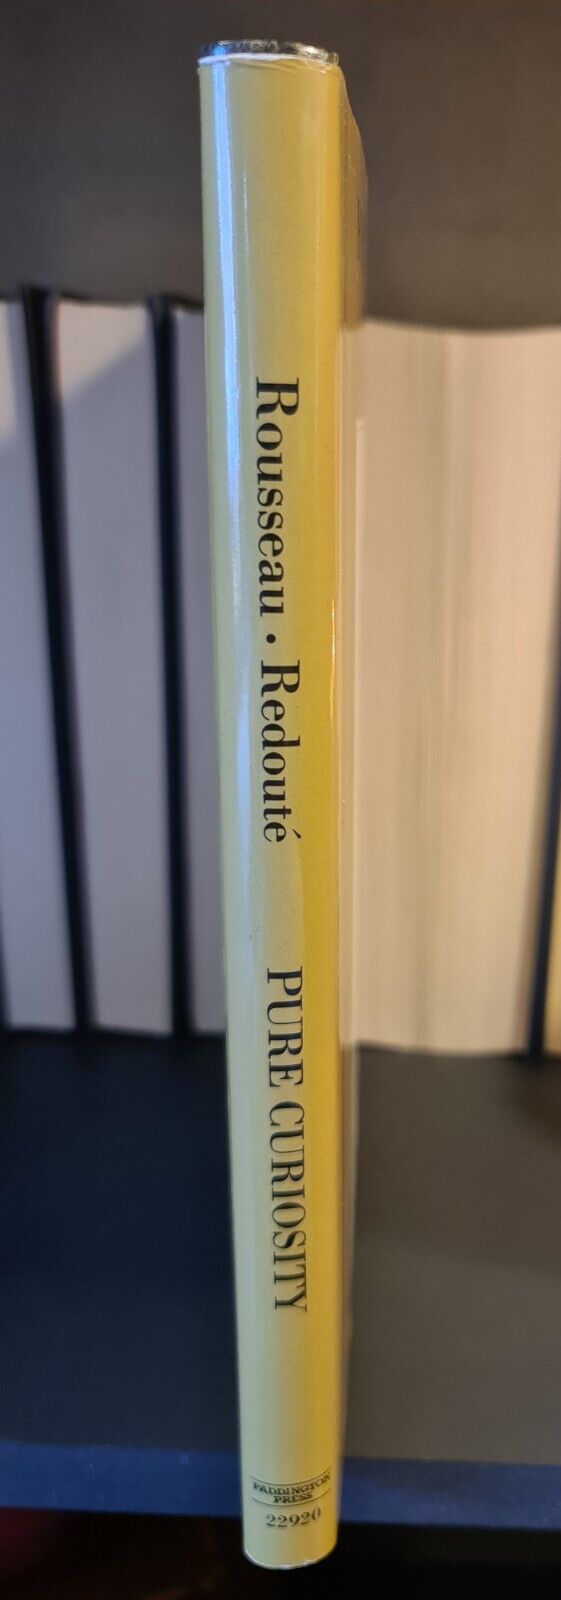 Rousseau · Redouté
PURE CURIOSITY
PADDINGTON
PRESS
22920